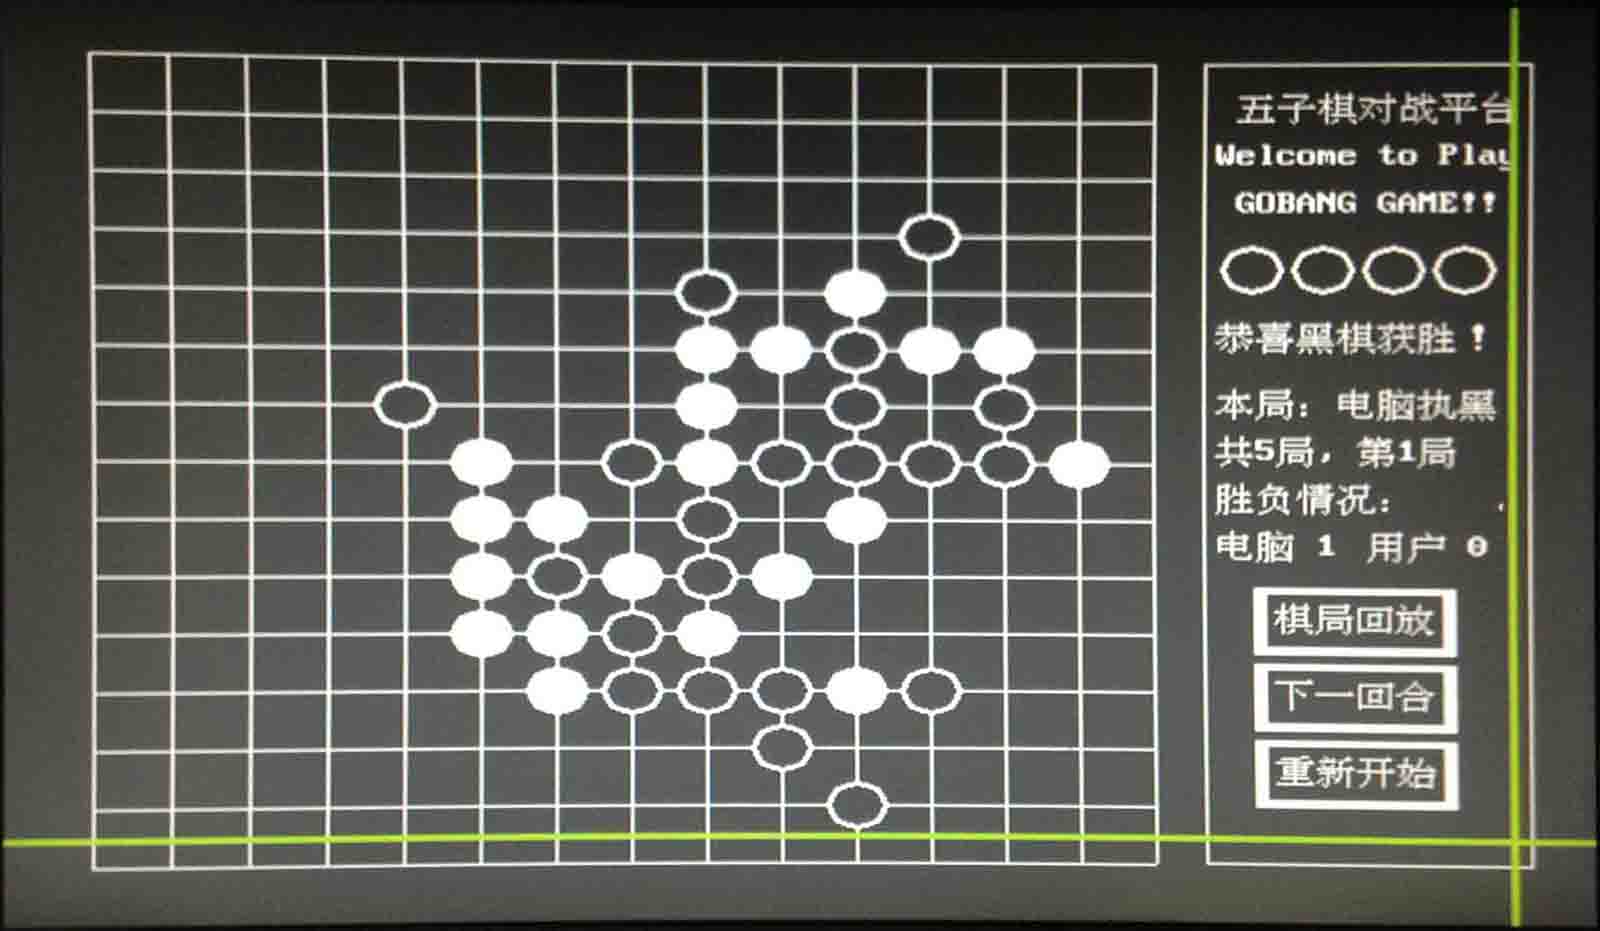 五子棋对战平台
Welcome to Play
GOBANG GAME!!
恭喜黑棋获胜！
本局：电脑执黑
共5局，第1局
胜负情况：
电脑 1 用户 0
棋局回放
下一回合
重新开始